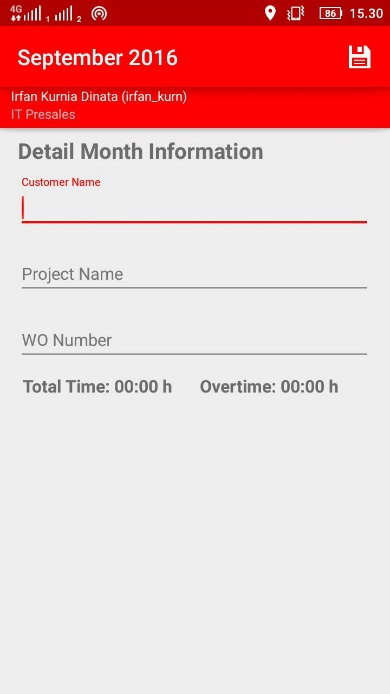 4G 1 2 86 15.30
September 2016
Irfan Kurnia Dinata (irfan_kurn)
IT Presales
Detail Month Information
Customer Name
Project Name
WO Number
Total Time: 00:00 h Overtime: 00:00 h